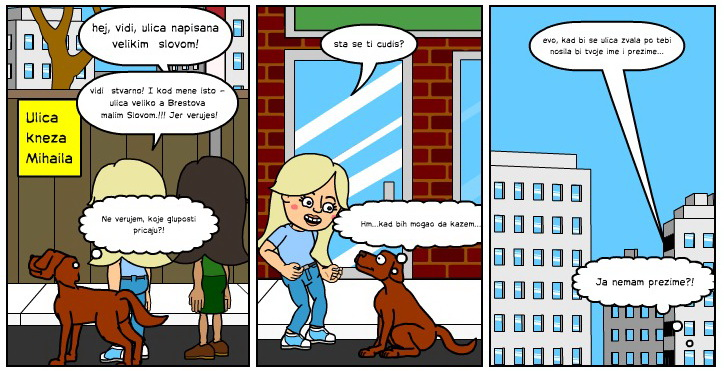 hej, vidi, ulica napisana
velikim slovom!
vidi stvarno! I kod mene isto -
ulica veliko a Brestova
malim Slovom.!!! Jer verujes!
Ulica
kneza
Mihaila
Ne verujem, koje gluposti
pricaju?!
sta se ti cudis?
Hm...kad bih mogao da kazem...
evo, kad bi se ulica zvala po tebi
nosila bi tvoje ime i prezime...
Ja nemam prezime?!